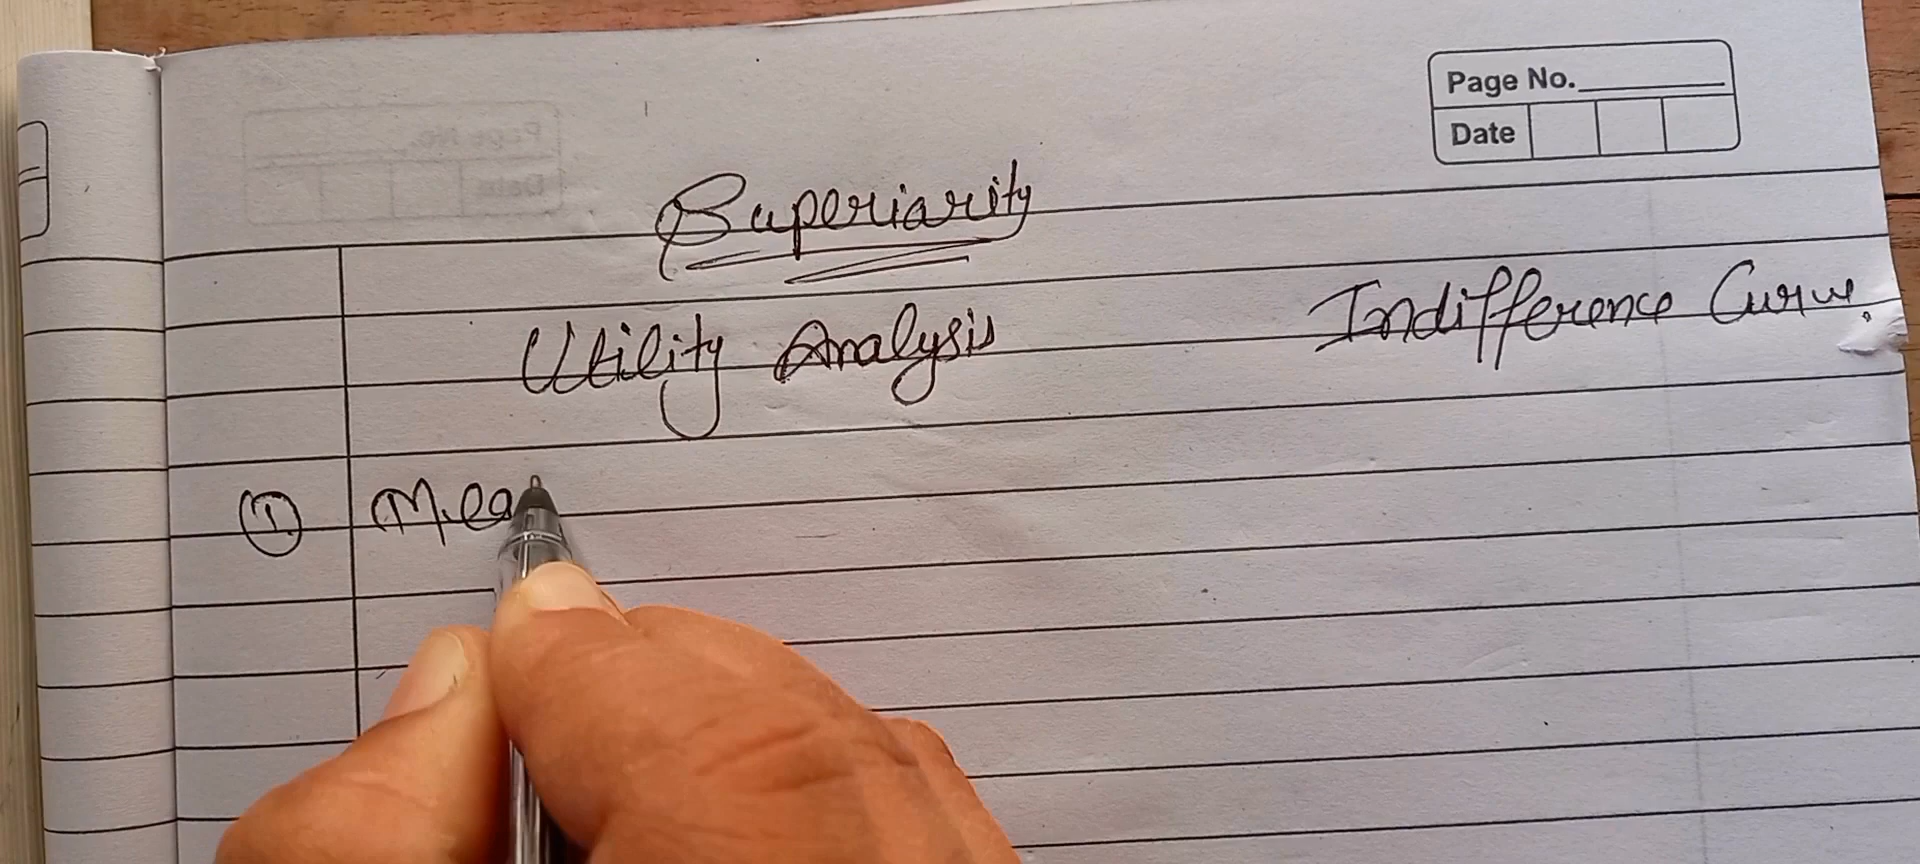 Page No.
Date
Superiarity
Utility Analysis Indifference Curve.
① Mea